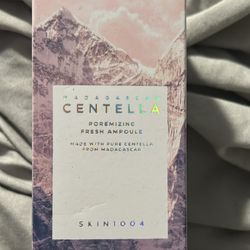 MADAGASCAR
CENTELLA
POREMIZING
FRESH AMPOULE
MADE WITH PURE CENTELLA
FROM MADAGASCAR
SKIN1004